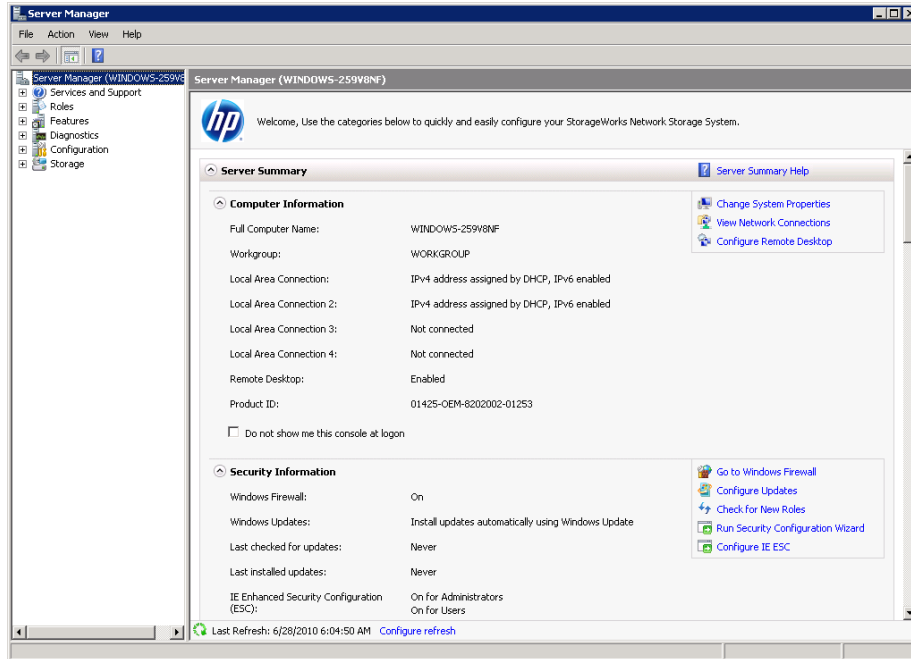 Server Manager
File Action View Help
Server Manager (WINDOWS-259V8
Services and Support
Roles
Features
Diagnostics
Configuration
Storage
Server Manager (WINDOWS-259V8NF)
hp
Welcome, Use the categories below to quickly and easily configure your StorageWorks Network Storage System.
Server Summary
Server Summary Help
Computer Information
Change System Properties
View Network Connections
Configure Remote Desktop
Full Computer Name: WINDOWS-259V8NF
Workgroup: WORKGROUP
Local Area Connection: IPv4 address assigned by DHCP, IPv6 enabled
Local Area Connection 2: IPv4 address assigned by DHCP, IPv6 enabled
Local Area Connection 3: Not connected
Local Area Connection 4: Not connected
Remote Desktop: Enabled
Product ID: 01425-OEM-8202002-01253
Do not show me this console at logon
Security Information
Go to Windows Firewall
Configure Updates
Check for New Roles
Run Security Configuration Wizard
Configure IE ESC
Windows Firewall: On
Windows Updates: Install updates automatically using Windows Update
Last checked for updates: Never
Last installed updates: Never
IE Enhanced Security Configuration On for Administrators
(ESC): On for Users
Last Refresh: 6/28/2010 6:04:50 AM Configure refresh